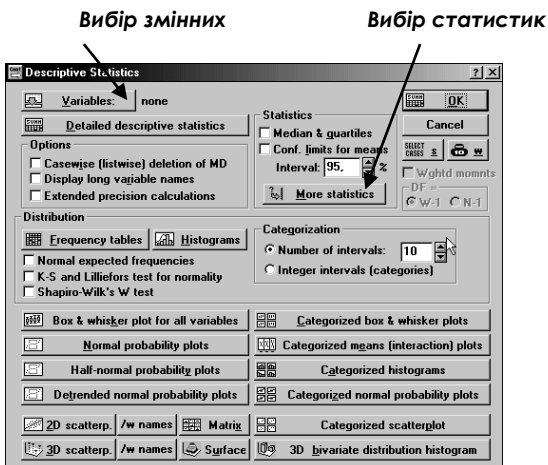 Вибір змінних Вибір статистик
Descriptive Statistics ? X
Variables: none
Detailed descriptive statistics
Options
Casewise (listwise) deletion of MD
Display long variable names
Extended precision calculations
Statistics
Median & quartiles
Conf. limits for means
Interval: 95, %
More statistics
OK
Cancel
SELECT CASES S W
Wghtd momnts
DF =
W-1 N-1
Distribution
Frequency tables Histograms
Normal expected frequencies
K-S and Lilliefors test for normality
Shapiro-Wilk's W test
Categorization
Number of intervals: 10
Integer intervals (categories)
Box & whisker plot for all variables Categorized box & whisker plots
Normal probability plots Categorized means (interaction) plots
Half-normal probability plots Categorized histograms
Detrended normal probability plots Categorized normal probability plots
2D scatterp. /w names Matrix Categorized scatterplot
3D scatterp. /w names Surface 3D bivariate distribution histogram